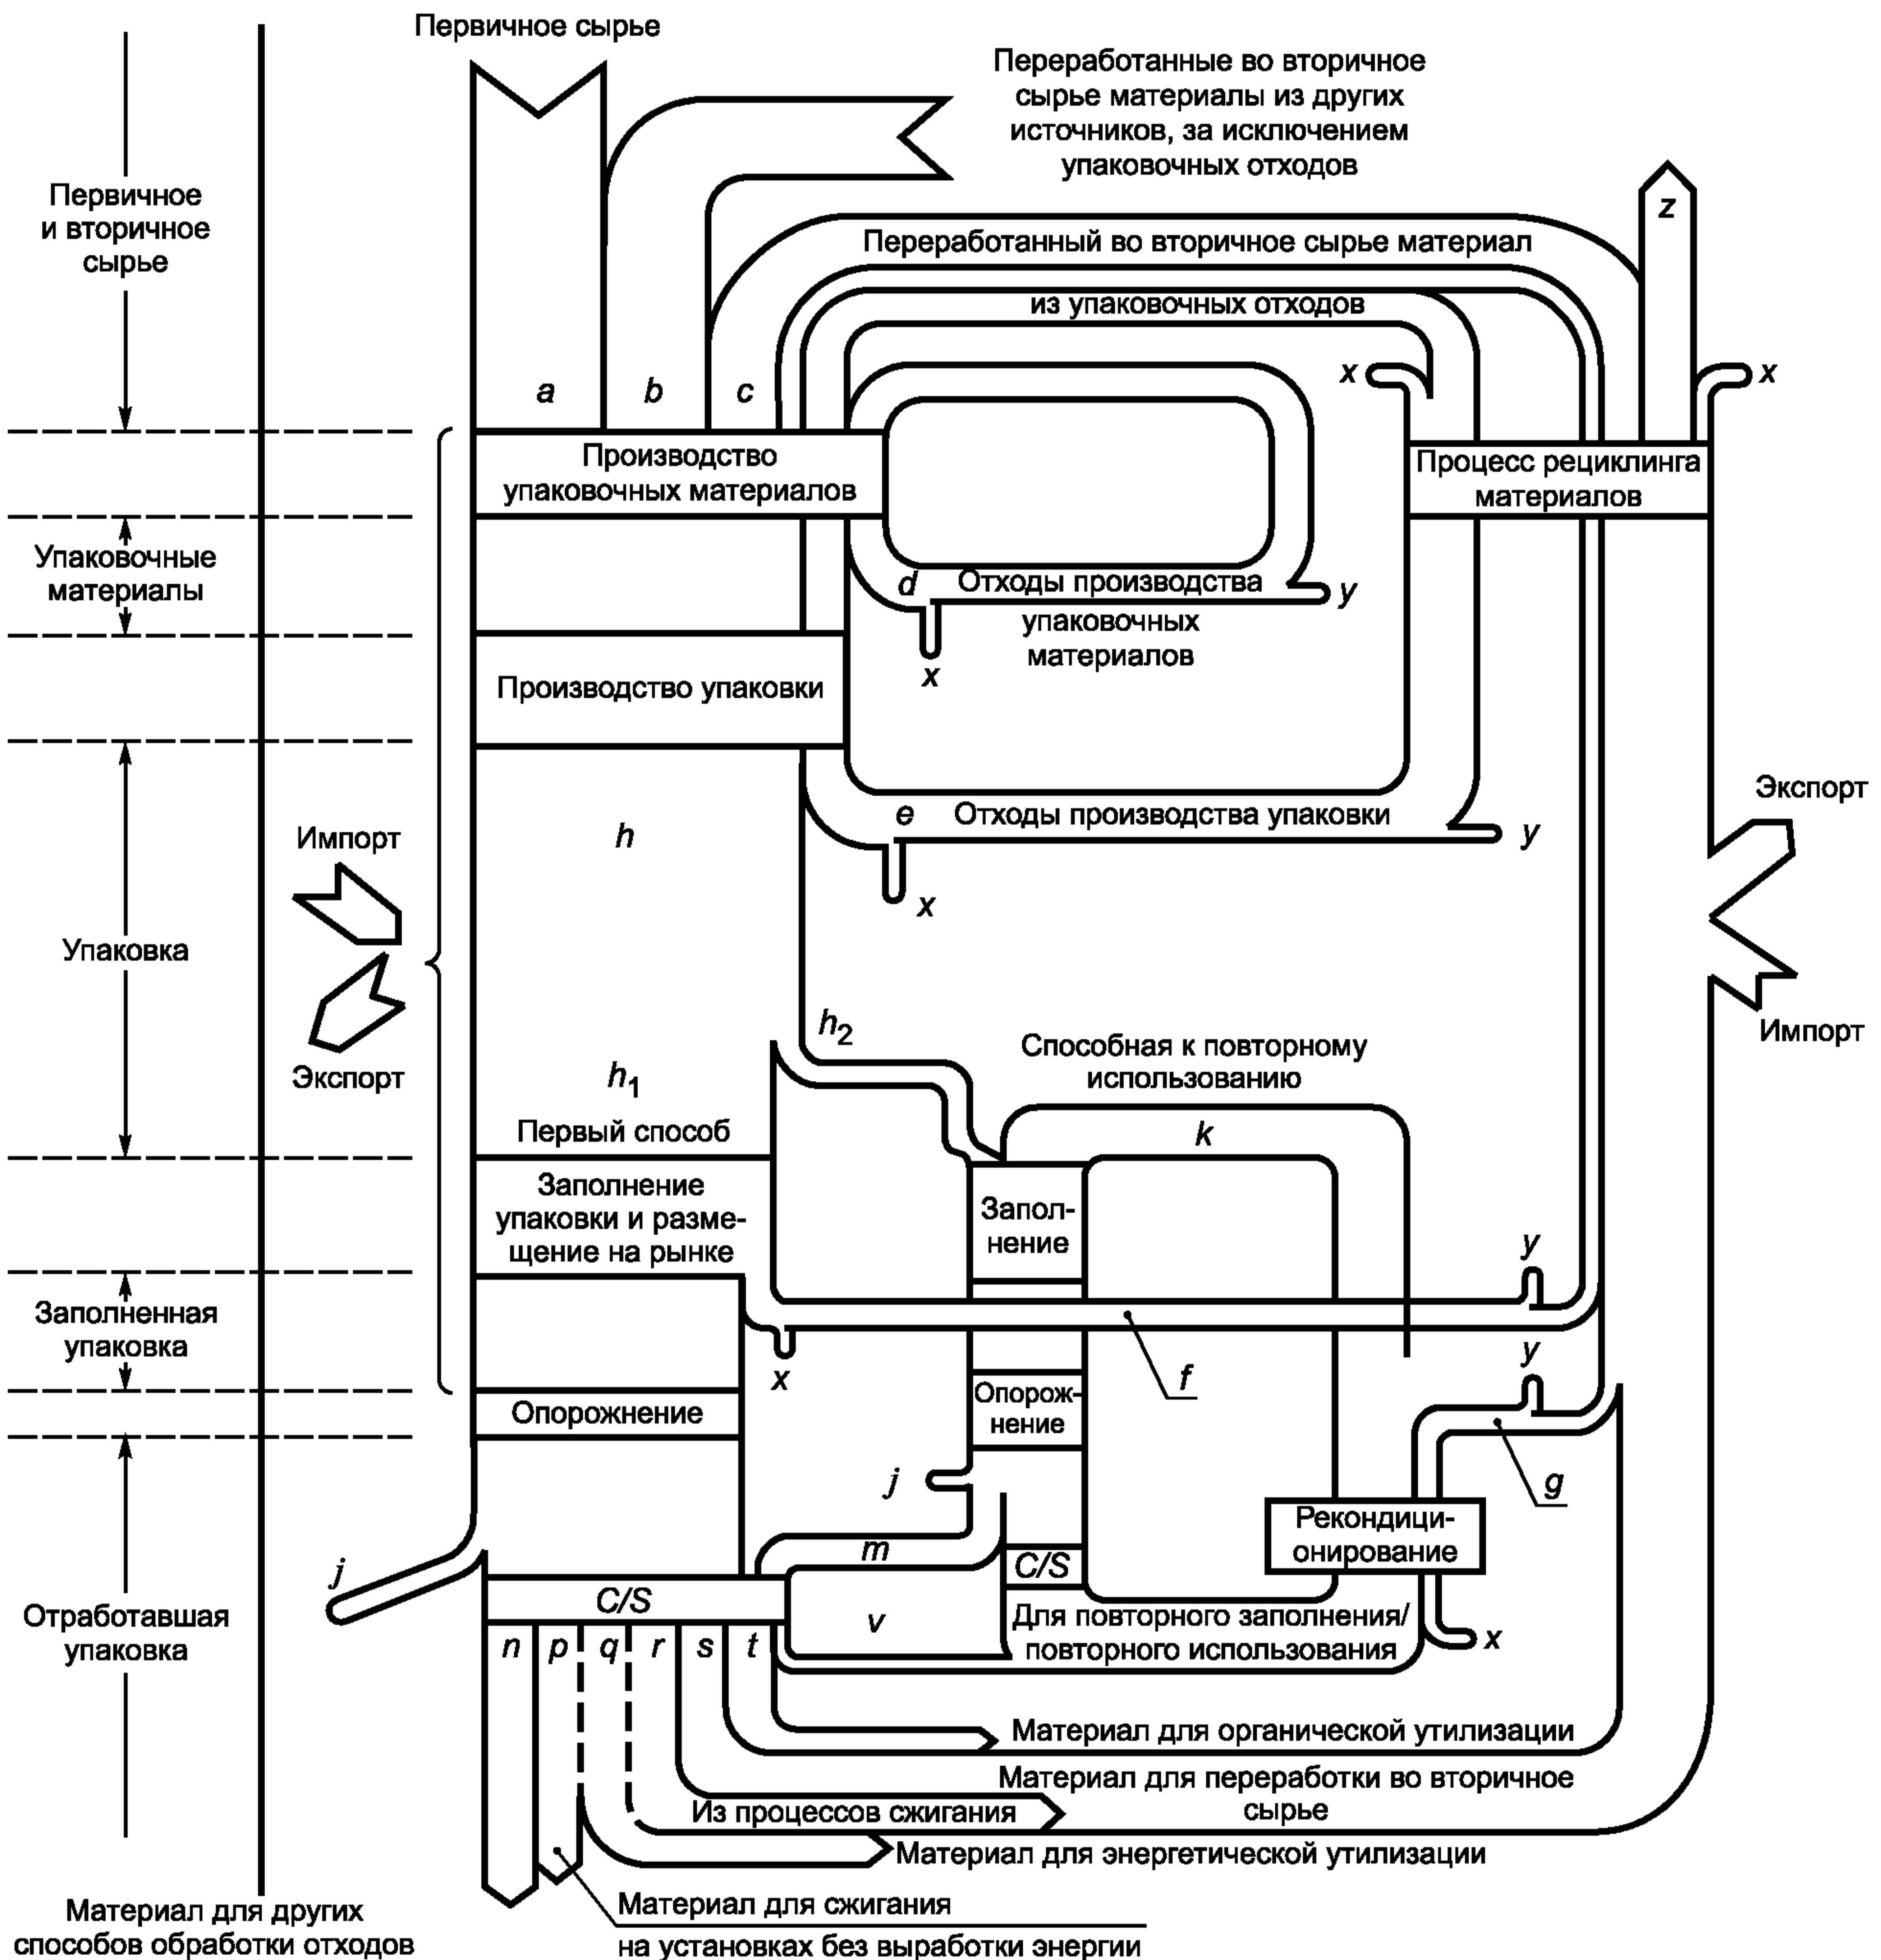 Первичное сырье
Переработанные во вторичное
сырье материалы из других
источников, за исключением
упаковочных отходов
Первичное
и вторичное
сырье
z
Переработанный во вторичное сырье материал
из упаковочных отходов
a
b
c
x
x
Производство
упаковочных материалов
Процесс рециклинга
материалов
Упаковочные
материалы
d
Отходы производства
y
упаковочных
материалов
x
Производство упаковки
Экспорт
e
Отходы производства упаковки
y
Импорт
h
x
Упаковка
h2
Способная к повторному
использованию
Импорт
Экспорт
h1
Первый способ
k
Заполнение
упаковки и разме-
щение на рынке
Запол-
нение
y
Заполненная
упаковка
x
f
y
Опорожнение
Опорож-
нение
j
g
Рекондици-
онирование
m
C/S
j
C/S
Отработавшая
упаковка
v
Для повторного заполнения/
повторного использования
x
n
p
q
r
s
t
Материал для органической утилизации
Материал для переработки во вторичное
сырье
Из процессов сжигания
Материал для энергетической утилизации
Материал для других
способов обработки отходов
Материал для сжигания
на установках без выработки энергии